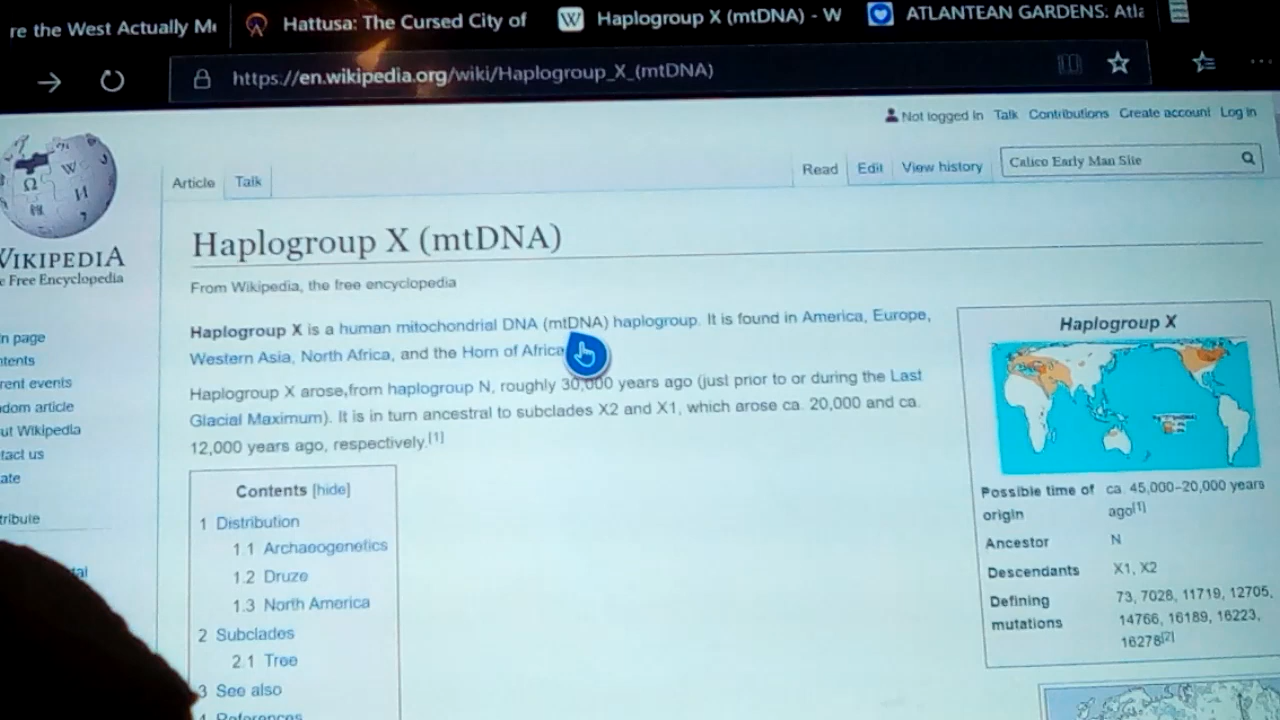 re the West Actually M
Hattusa: The Cursed City of
Haplogroup X (mtDNA) - W
ATLANTEAN GARDENS: Atla
https://en.wikipedia.org/wiki/Haplogroup_X_(mtDNA)
Not logged in Talk Contributions Create account Log in
Article Talk
Read Edit View history
Calico Early Man Site
WIKIPEDIA
e Free Encyclopedia
Haplogroup X (mtDNA)
From Wikipedia, the free encyclopedia
Haplogroup X is a human mitochondrial DNA (mtDNA) haplogroup. It is found in America, Europe,
Western Asia, North Africa, and the Horn of Africa
Haplogroup X arose,from haplogroup N, roughly 30,000 years ago (just prior to or during the Last
Glacial Maximum). It is in turn ancestral to subclades X2 and X1, which arose ca. 20,000 and ca.
12,000 years ago, respectively.[1]
in page
ntents
rent events
dom article
ut Wikipedia
tact us
ate
tribute
tal
Contents [hide]
1 Distribution
1.1 Archaeogenetics
1.2 Druze
1.3 North America
2 Subclades
2.1 Tree
3 See also
4 References
Haplogroup X
Possible time of origin ca. 45,000–20,000 years ago[1]
Ancestor N
Descendants X1, X2
Defining mutations 73, 7028, 11719, 12705,
14766, 16189, 16223,
16278[2]